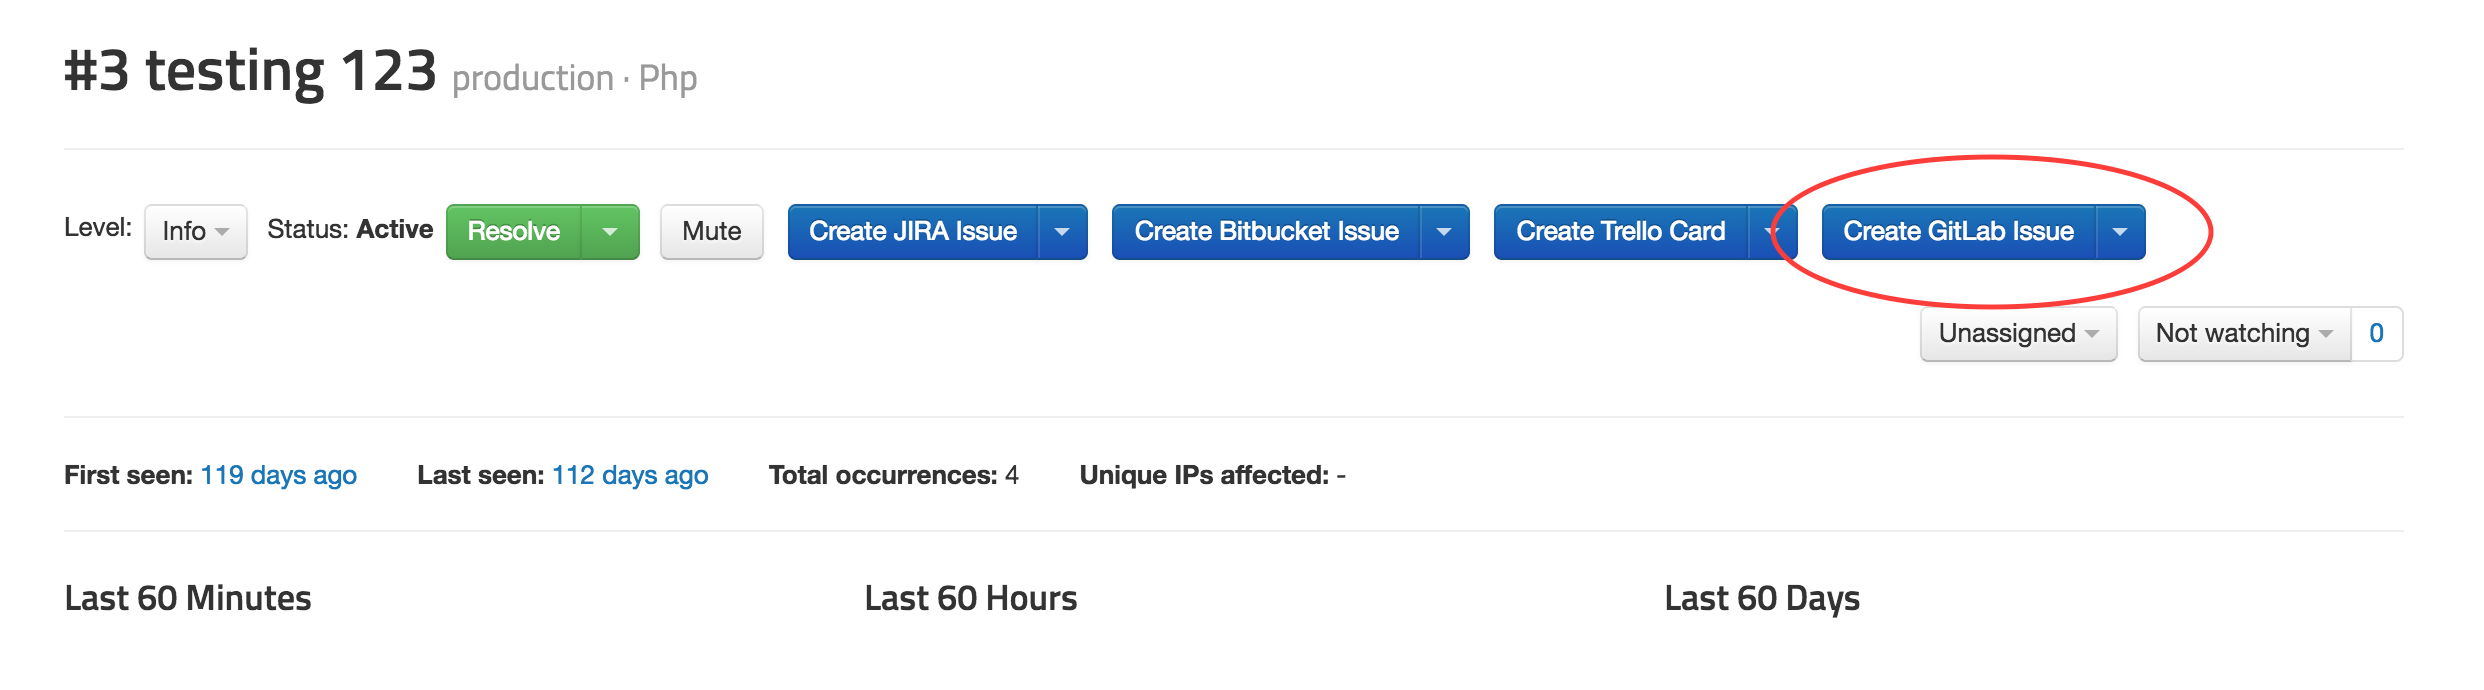 #3 testing 123 production · Php
Level: Info Status: Active Resolve Mute Create JIRA Issue Create Bitbucket Issue Create Trello Card Create GitLab Issue
Unassigned Not watching 0
First seen: 119 days ago Last seen: 112 days ago Total occurrences: 4 Unique IPs affected: -
Last 60 Minutes Last 60 Hours Last 60 Days